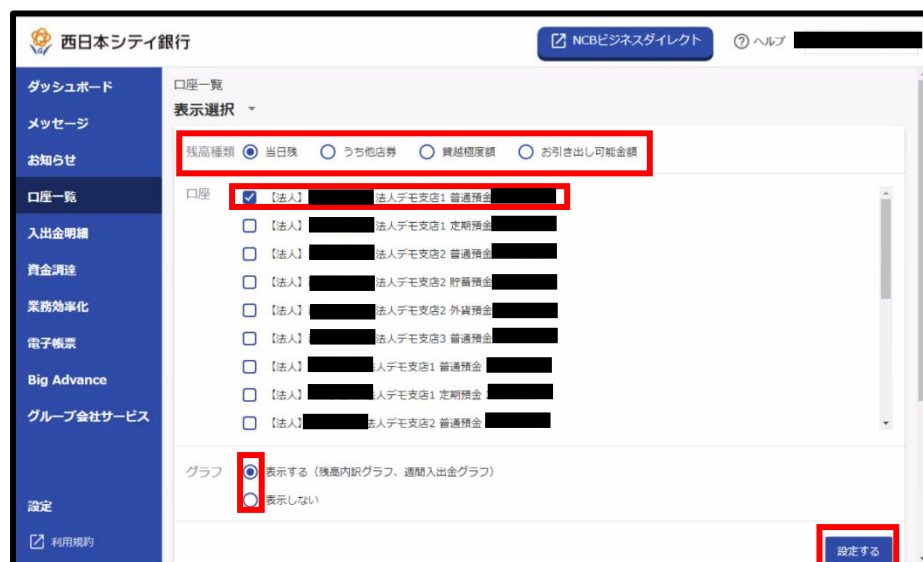 西日本シティ銀行
NCBビジネスダイレクト
ヘルプ
ダッシュボード
メッセージ
お知らせ
口座一覧
入出金明細
資金調達
業務効率化
電子帳票
Big Advance
グループ会社サービス
設定
利用規約
口座一覧
表示選択
残高種類 当日残 うち他店券 貸越極度額 お引き出し可能金額
口座
【法人】 法人デモ支店1 普通預金
【法人】 法人デモ支店1 定期預金
【法人】 法人デモ支店2 普通預金
【法人】 法人デモ支店2 貯蓄預金
【法人】 法人デモ支店2 外貨預金
【法人】 法人デモ支店3 普通預金
【法人】 人デモ支店1 普通預金
【法人】 人デモ支店1 定期預金
【法人】 法人デモ支店2 普通預金
グラフ 表示する（残高内訳グラフ、週間入出金グラフ）
表示しない
設定する